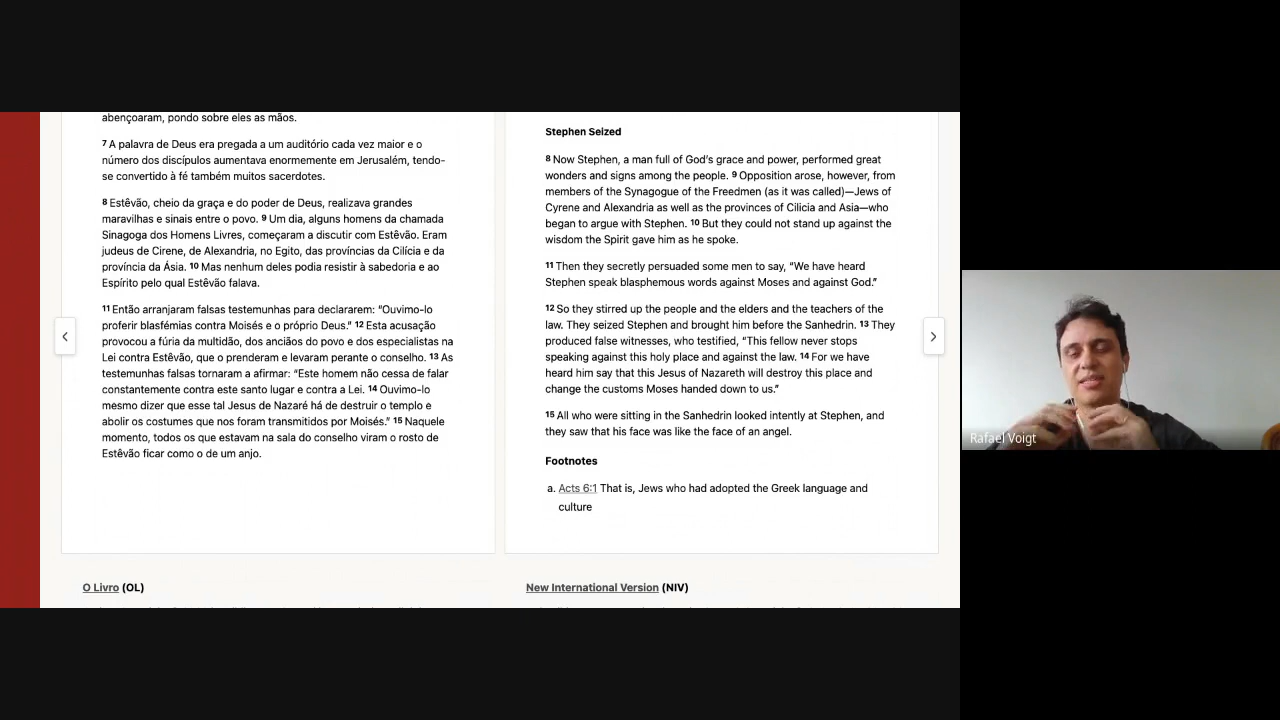 abençoaram, pondo sobre eles as mãos.
7 A palavra de Deus era pregada a um auditório cada vez maior e o
número dos discípulos aumentava enormemente em Jerusalém, tendo-
se convertido à fé também muitos sacerdotes.
8 Estêvão, cheio da graça e do poder de Deus, realizava grandes
maravilhas e sinais entre o povo. 9 Um dia, alguns homens da chamada
Sinagoga dos Homens Livres, começaram a discutir com Estêvão. Eram
judeus de Cirene, de Alexandria, no Egito, das províncias da Cilícia e da
província da Ásia. 10 Mas nenhum deles podia resistir à sabedoria e ao
Espírito pelo qual Estêvão falava.
11 Então arranjaram falsas testemunhas para declararem: “Ouvimo-lo
proferir blasfémias contra Moisés e o próprio Deus.” 12 Esta acusação
provocou a fúria da multidão, dos anciãos do povo e dos especialistas na
Lei contra Estêvão, que o prenderam e levaram perante o conselho. 13 As
testemunhas falsas tornaram a afirmar: “Este homem não cessa de falar
constantemente contra este santo lugar e contra a Lei. 14 Ouvimo-lo
mesmo dizer que esse tal Jesus de Nazaré há de destruir o templo e
abolir os costumes que nos foram transmitidos por Moisés.” 15 Naquele
momento, todos os que estavam na sala do conselho viram o rosto de
Estêvão ficar como o de um anjo.
O Livro (OL)
Stephen Seized
8 Now Stephen, a man full of God’s grace and power, performed great
wonders and signs among the people. 9 Opposition arose, however, from
members of the Synagogue of the Freedmen (as it was called)—Jews of
Cyrene and Alexandria as well as the provinces of Cilicia and Asia—who
began to argue with Stephen. 10 But they could not stand up against the
wisdom the Spirit gave him as he spoke.
11 Then they secretly persuaded some men to say, “We have heard
Stephen speak blasphemous words against Moses and against God.”
12 So they stirred up the people and the elders and the teachers of the
law. They seized Stephen and brought him before the Sanhedrin. 13 They
produced false witnesses, who testified, “This fellow never stops
speaking against this holy place and against the law. 14 For we have
heard him say that this Jesus of Nazareth will destroy this place and
change the customs Moses handed down to us.”
15 All who were sitting in the Sanhedrin looked intently at Stephen, and
they saw that his face was like the face of an angel.
Footnotes
a. Acts 6:1 That is, Jews who had adopted the Greek language and
culture
New International Version (NIV)
Rafael Voigt